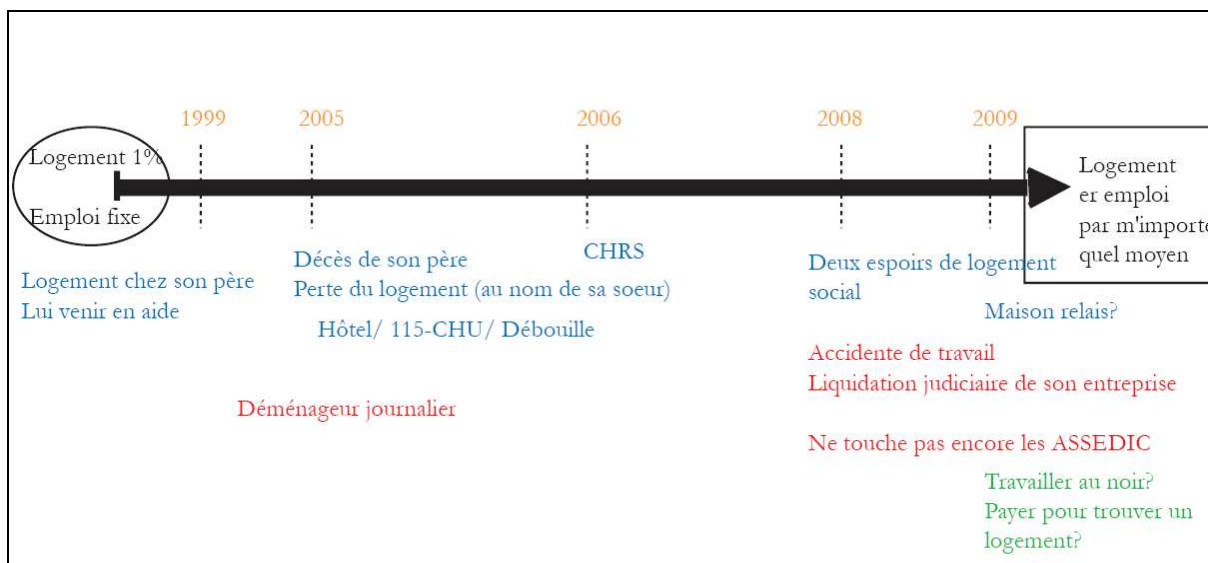 1999
2005
2006
2008
2009
Logement 1%
Emploi fixe
Logement
er emploi
par m'importe
quel moyen
Logement chez son père
Lui venir en aide
Décès de son père
Perte du logement (au nom de sa soeur)
Hôtel/ 115-CHU/ Débouille
CHRS
Deux espoirs de logement
social
Maison relais?
Déménageur journalier
Accidente de travail
Liquidation judiciaire de son entreprise
Ne touche pas encore les ASSEDIC
Travailler au noir?
Payer pour trouver un
logement?